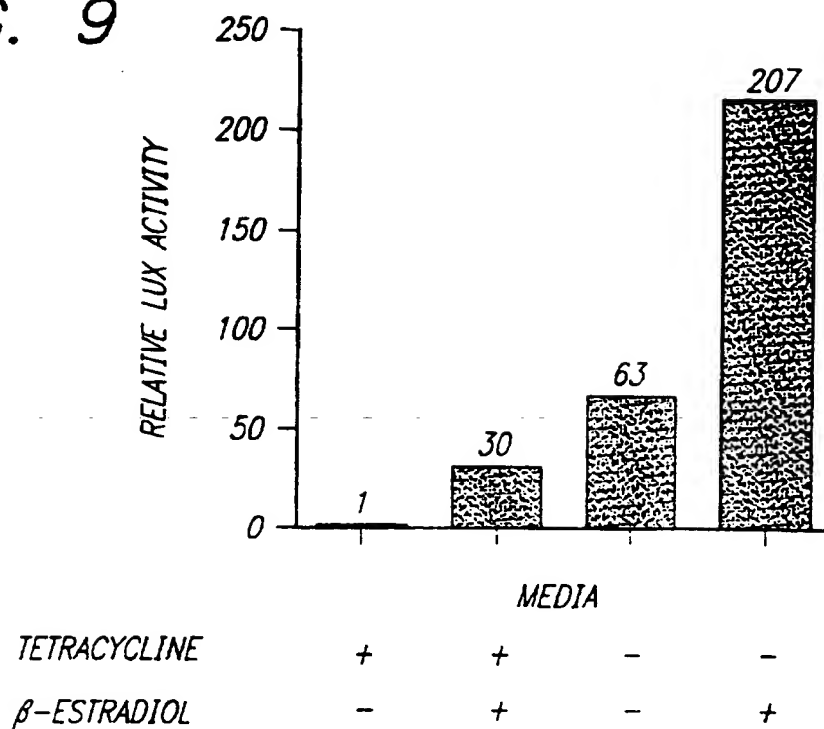 G. 9
250
200
150
100
50
0
RELATIVE LUX ACTIVITY
1
30
63
207
MEDIA
TETRACYCLINE + + - -
β-ESTRADIOL - + - +